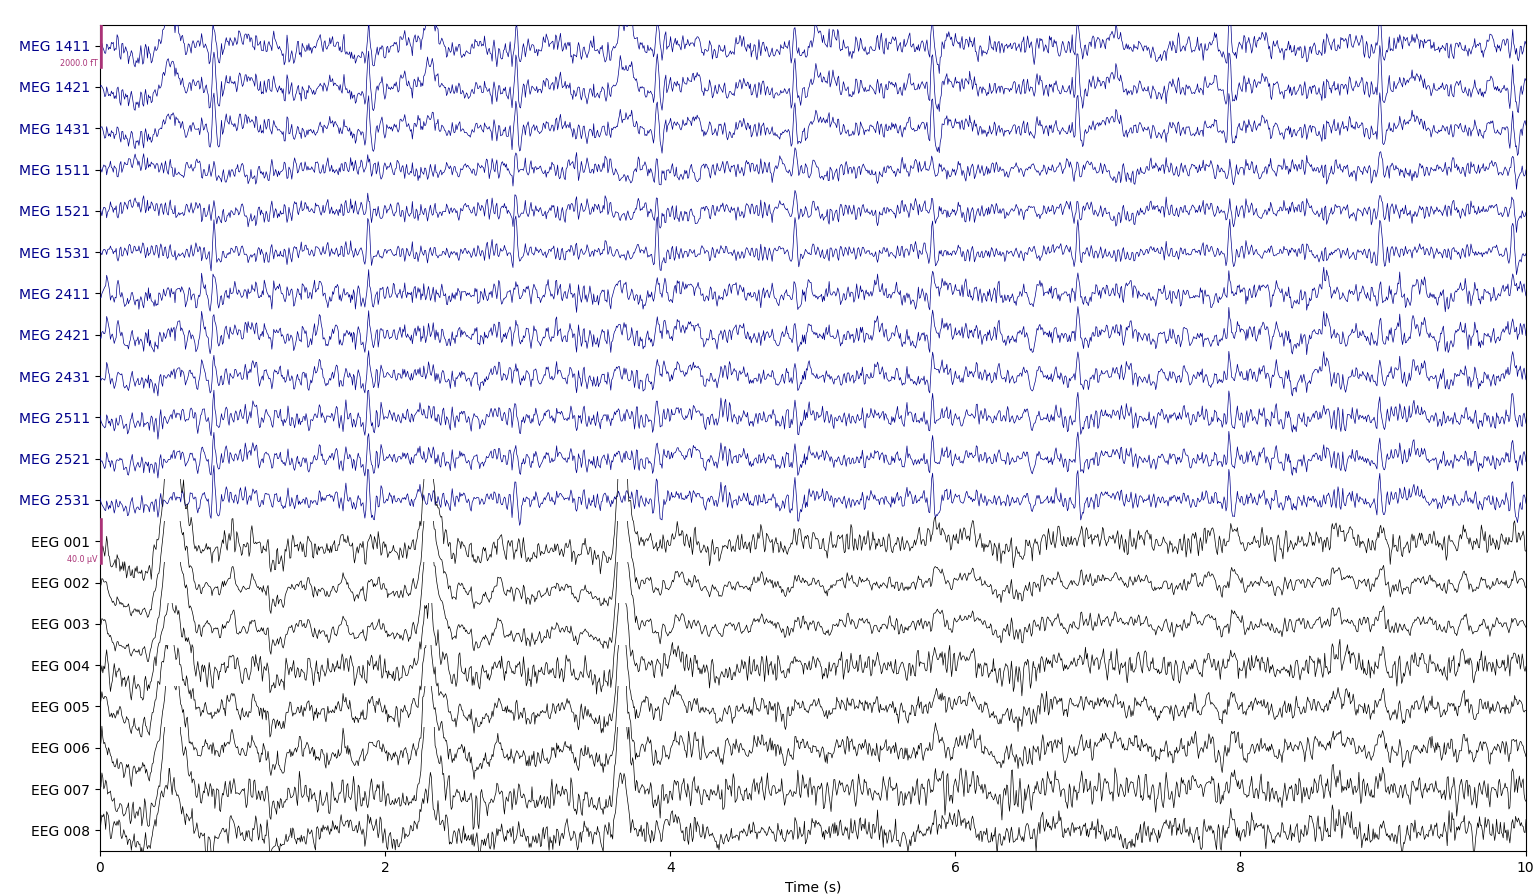 MEG 1411
2000.0 fT
MEG 1421
MEG 1431
MEG 1511
MEG 1521
MEG 1531
MEG 2411
MEG 2421
MEG 2431
MEG 2511
MEG 2521
MEG 2531
EEG 001
40.0 µV
EEG 002
EEG 003
EEG 004
EEG 005
EEG 006
EEG 007
EEG 008
0 2 4 6 8 10
Time (s)